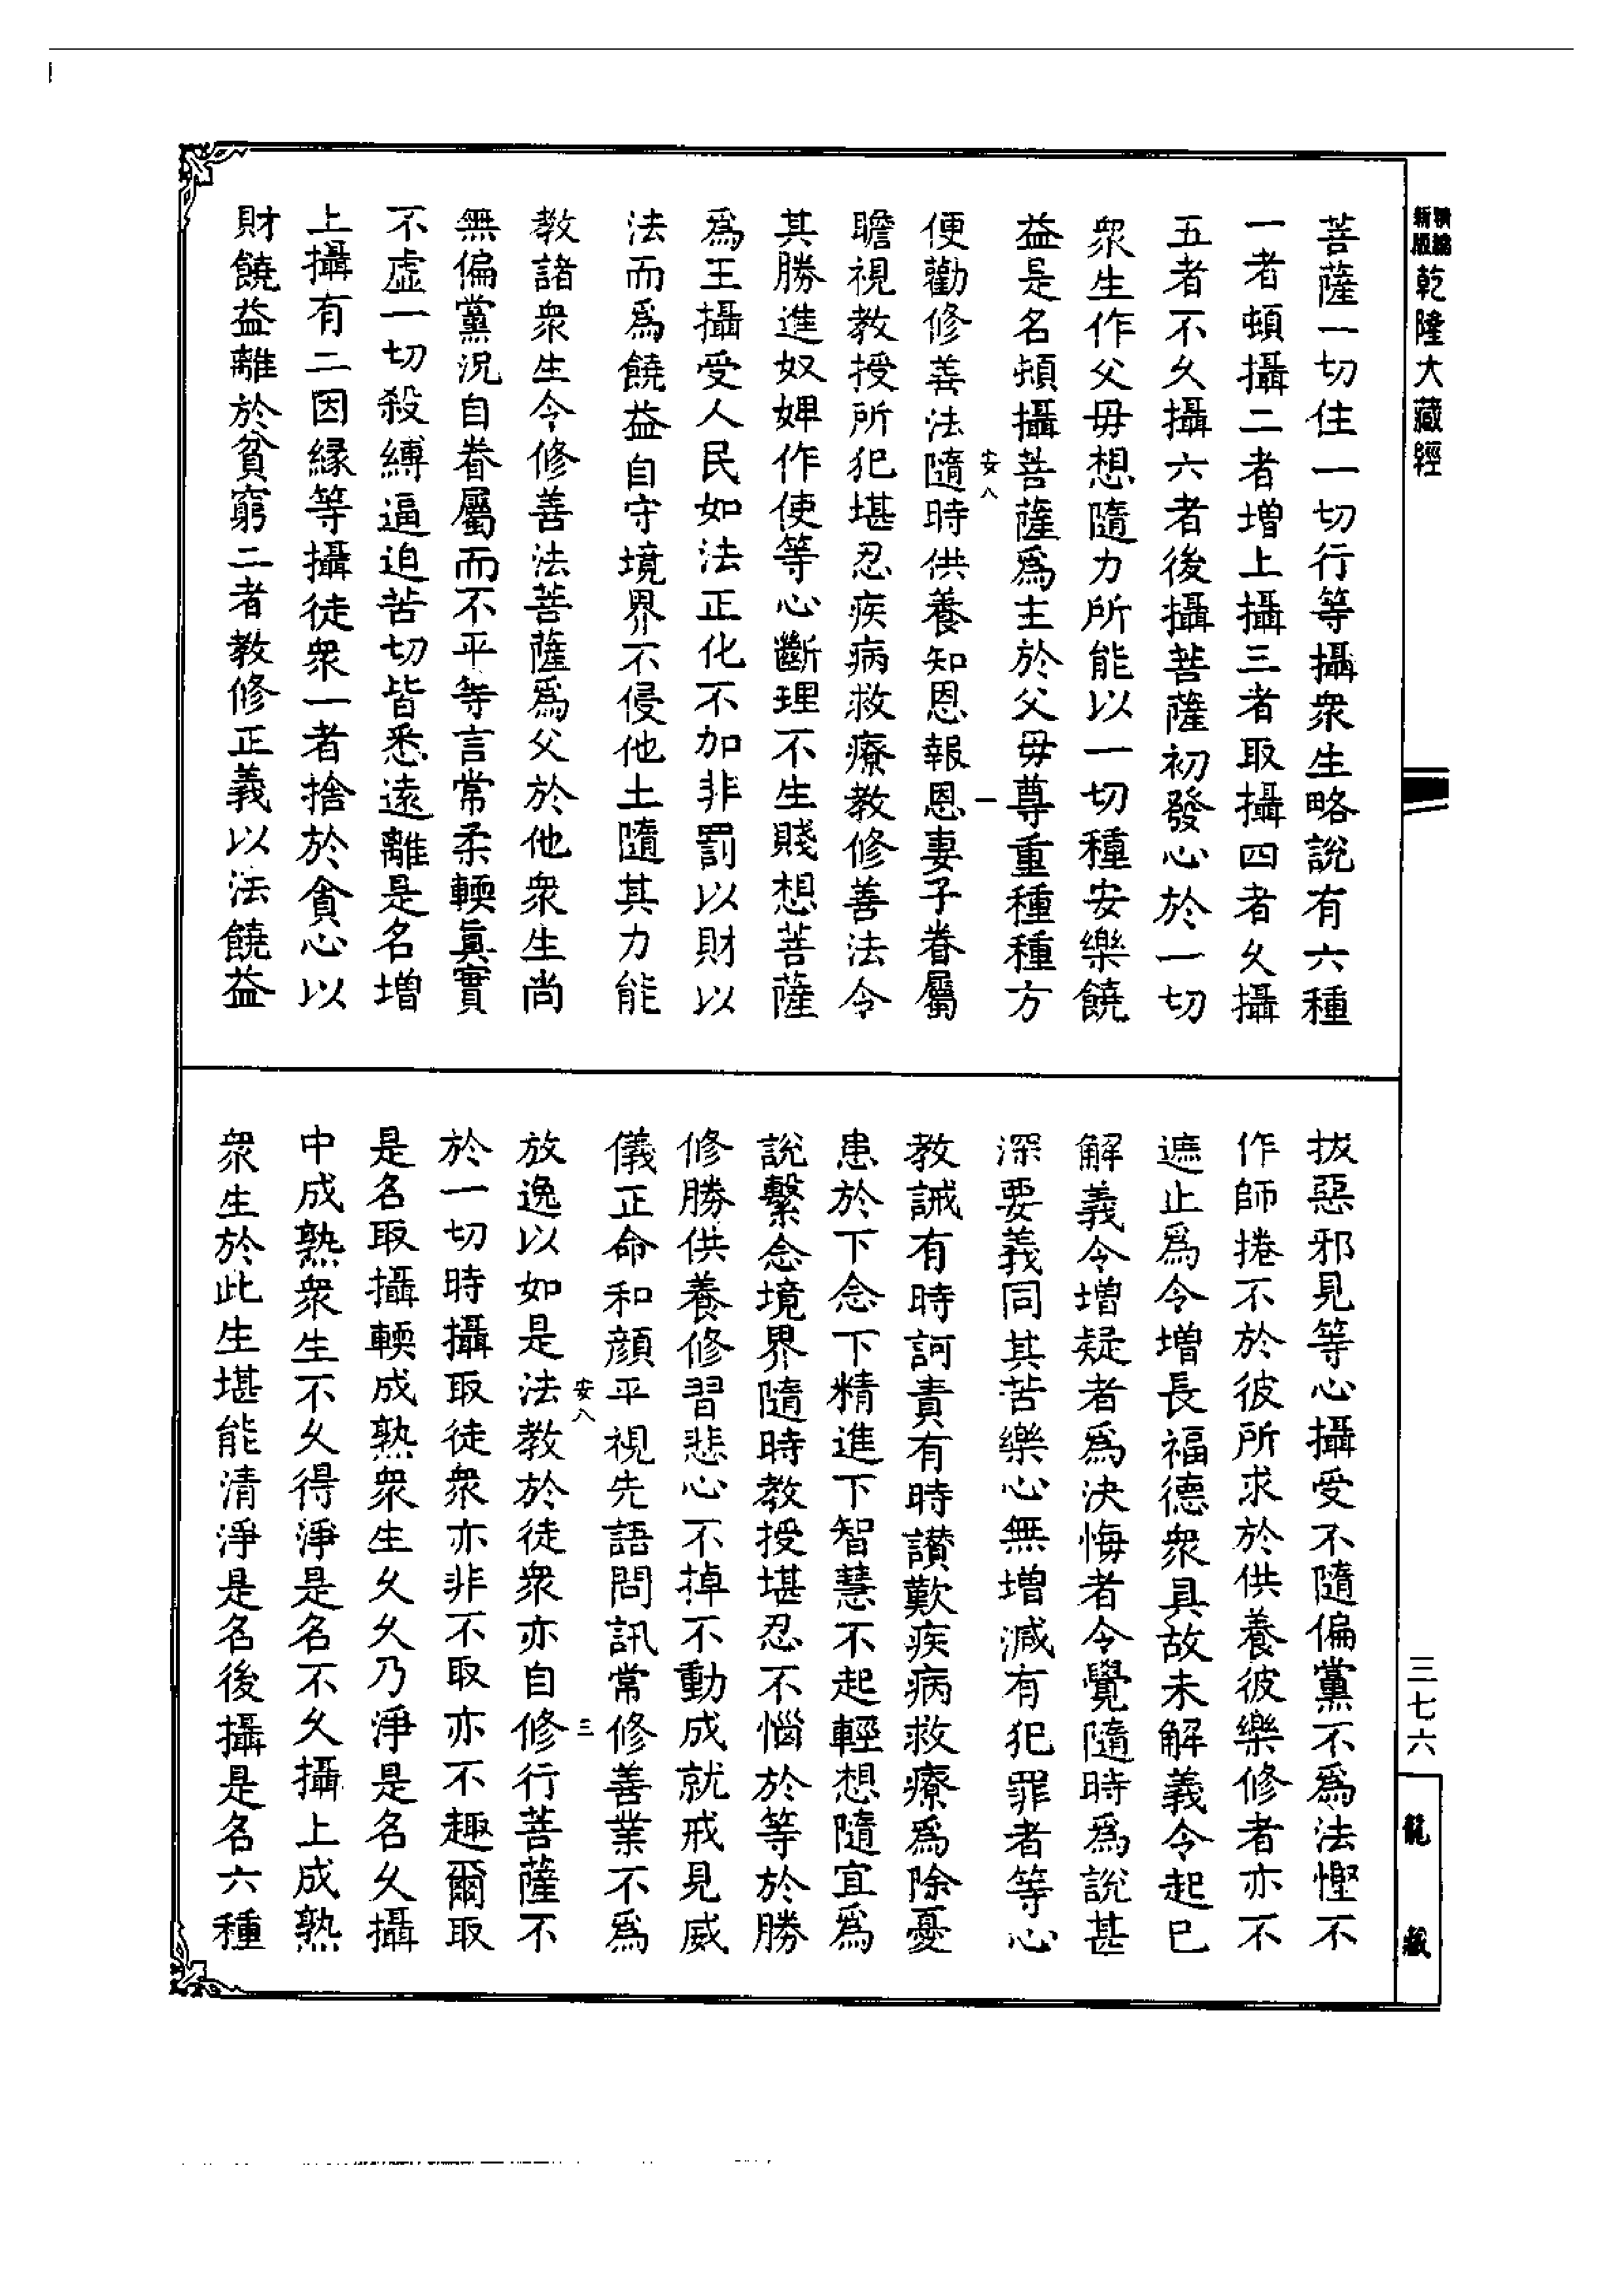 新版精編乾隆大藏經
菩薩一切住一切行等攝衆生略說有六種
一者頓攝二者增上攝三者取攝四者久攝
五者不久攝六者後攝菩薩初發心於一切
衆生作父母想隨力所能以一切種安樂饒
益是名頓攝菩薩爲主於父母尊重種種方
安八 一
便勸修善法隨時供養知恩報恩妻子眷屬
瞻視教授所犯堪忍疾病救療教修善法令
其勝進奴婢作使等心斷理不生賤想菩薩
爲王攝受人民如法正化不加非罰以財以
法而爲饒益自守境界不侵他土隨其力能
教諸衆生令修善法菩薩爲父於他衆生尚
無偏黨況自眷屬而不平等言常柔輭眞實
不虛一切殺縛逼迫苦切皆悉遠離是名增
上攝有二因緣等攝徒衆一者捨於貪心以
財饒益離於貧窮二者教修正義以法饒益
拔惡邪見等心攝受不隨偏黨不爲法慳不
作師捲不於彼所求於供養彼樂修者亦不
遮止爲令增長福德衆具故未解義令起已
解義令增疑者爲決悔者令覺隨時爲說甚
深要義同其苦樂心無增減有犯罪者等心
教誡有時訶責有時讃歎疾病救療爲除憂
患於下念下精進下智慧不起輕想隨宜爲
說繫念境界隨時教授堪忍不惱於等於勝
修勝供養修習悲心不掉不動成就戒見威
儀正命和顏平視先語問訊常修善業不爲
安八 三
放逸以如是法教於徒衆亦自修行菩薩不
於一切時攝取徒衆亦非不取亦不趣爾取
是名取攝輭成熟衆生久久乃淨是名久攝
中成熟衆生不久得淨是名不久攝上成熟
衆生於此生堪能清淨是名後攝是名六種
三七六
龍藏